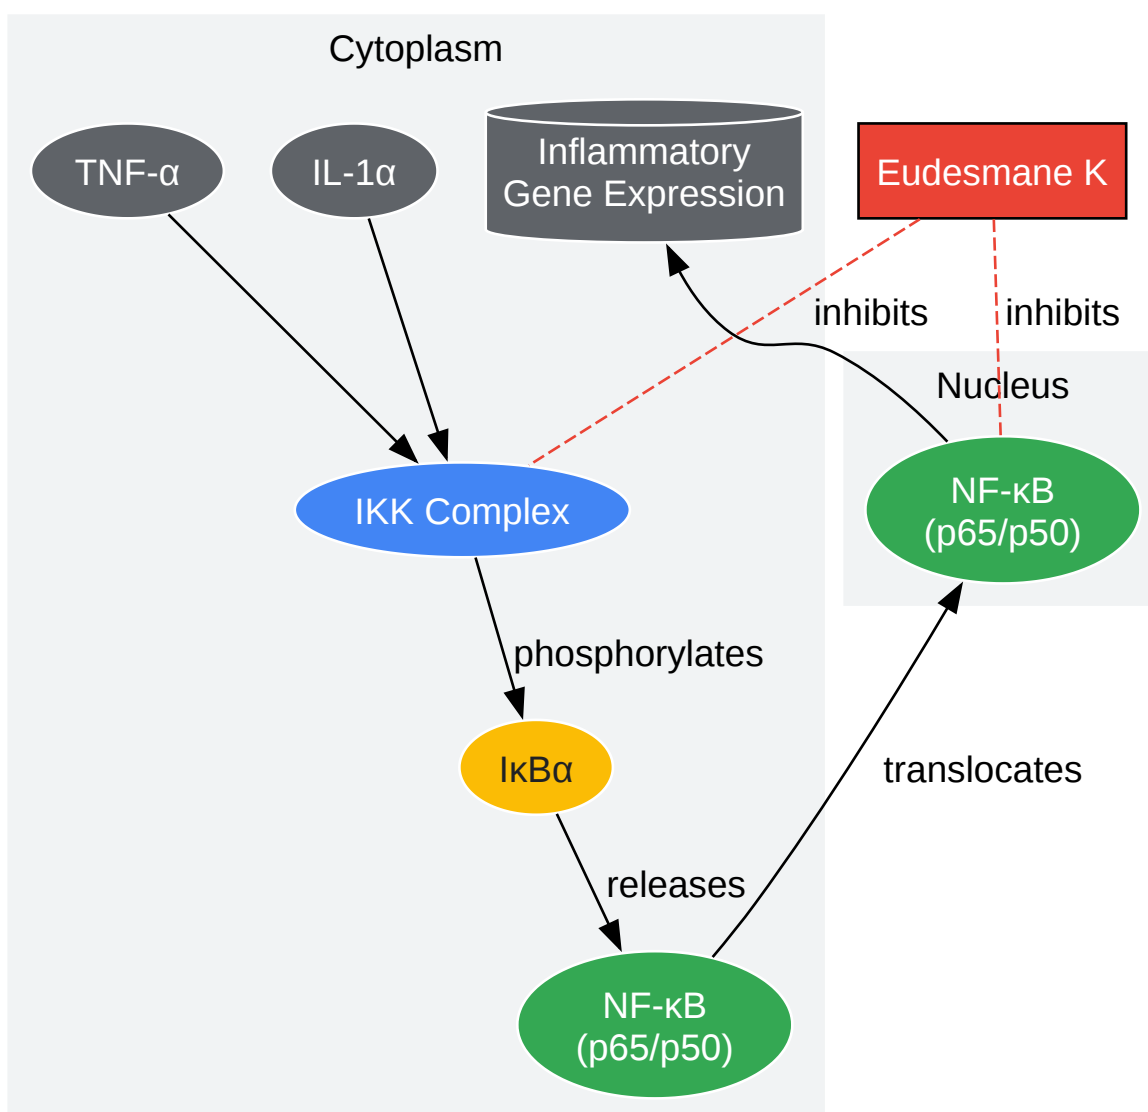 Cytoplasm
TNF-α
IL-1α
Inflammatory
Gene Expression
Eudesmane K
inhibits
inhibits
Nucleus
IKK Complex
NF-κB
(p65/p50)
phosphorylates
IκBα
translocates
releases
NF-κB
(p65/p50)